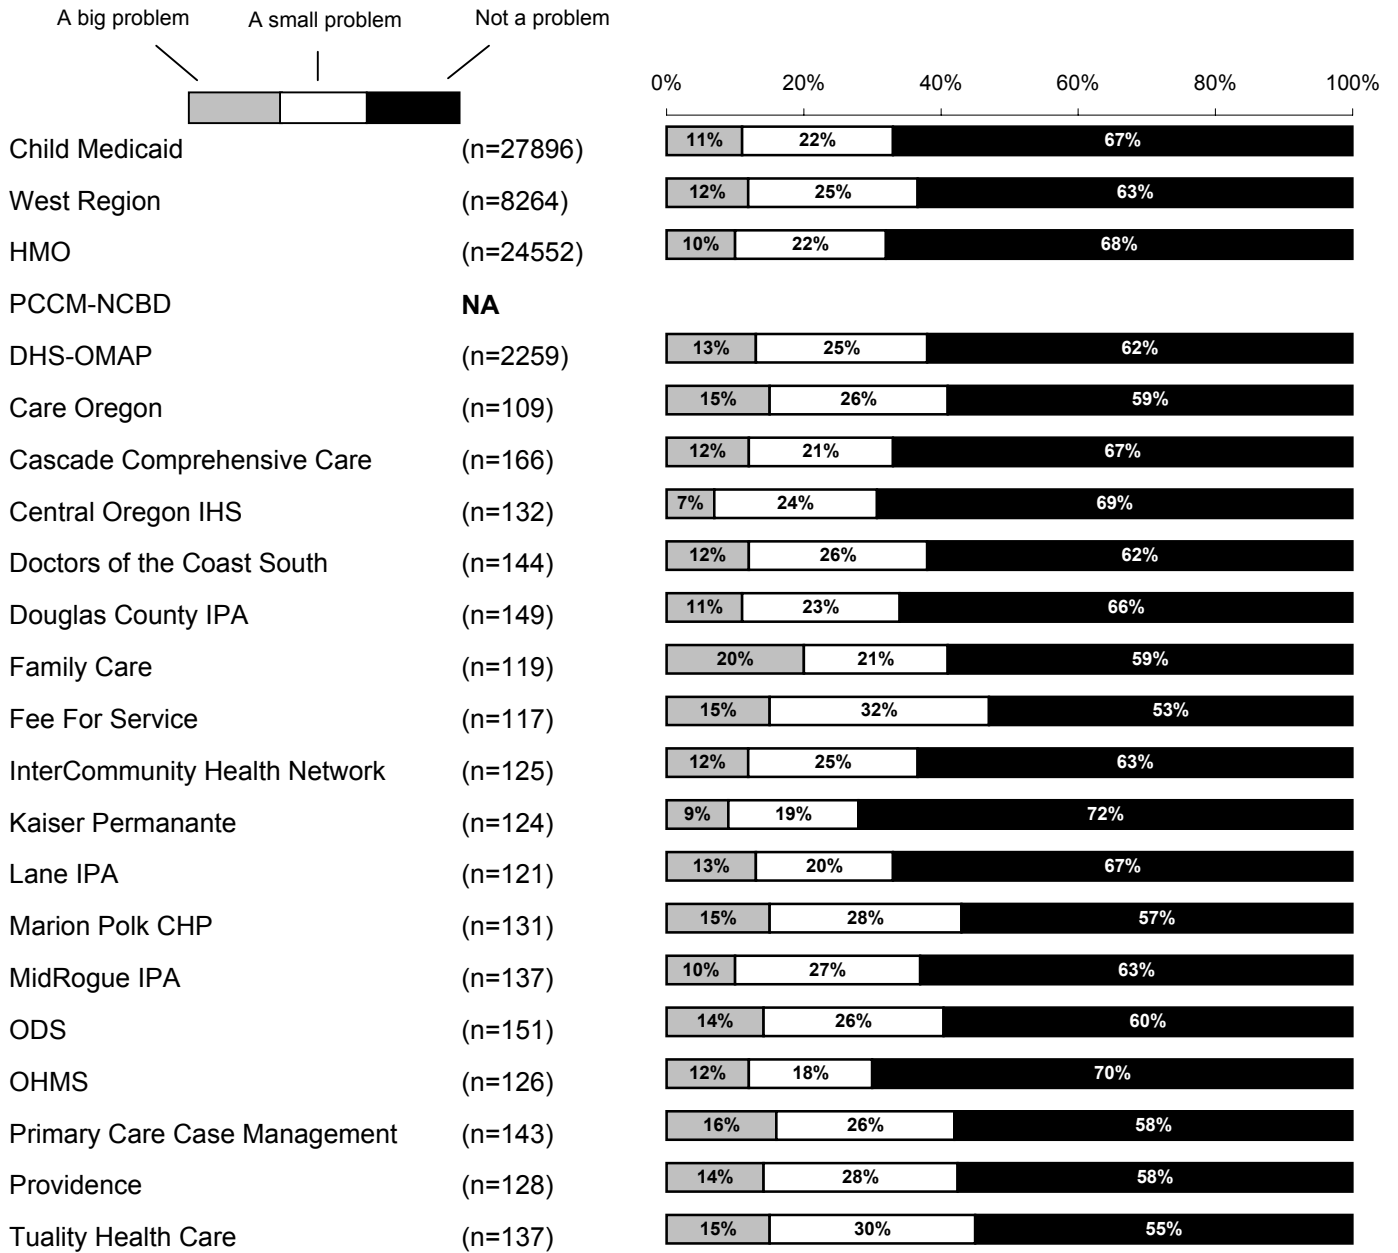 A big problem A small problem Not a problem
0% 20% 40% 60% 80% 100%
Child Medicaid (n=27896) 11% 22% 67%
West Region (n=8264) 12% 25% 63%
HMO (n=24552) 10% 22% 68%
PCCM-NCBD NA
DHS-OMAP (n=2259) 13% 25% 62%
Care Oregon (n=109) 15% 26% 59%
Cascade Comprehensive Care (n=166) 12% 21% 67%
Central Oregon IHS (n=132) 7% 24% 69%
Doctors of the Coast South (n=144) 12% 26% 62%
Douglas County IPA (n=149) 11% 23% 66%
Family Care (n=119) 20% 21% 59%
Fee For Service (n=117) 15% 32% 53%
InterCommunity Health Network (n=125) 12% 25% 63%
Kaiser Permanante (n=124) 9% 19% 72%
Lane IPA (n=121) 13% 20% 67%
Marion Polk CHP (n=131) 15% 28% 57%
MidRogue IPA (n=137) 10% 27% 63%
ODS (n=151) 14% 26% 60%
OHMS (n=126) 12% 18% 70%
Primary Care Case Management (n=143) 16% 26% 58%
Providence (n=128) 14% 28% 58%
Tuality Health Care (n=137) 15% 30% 55%